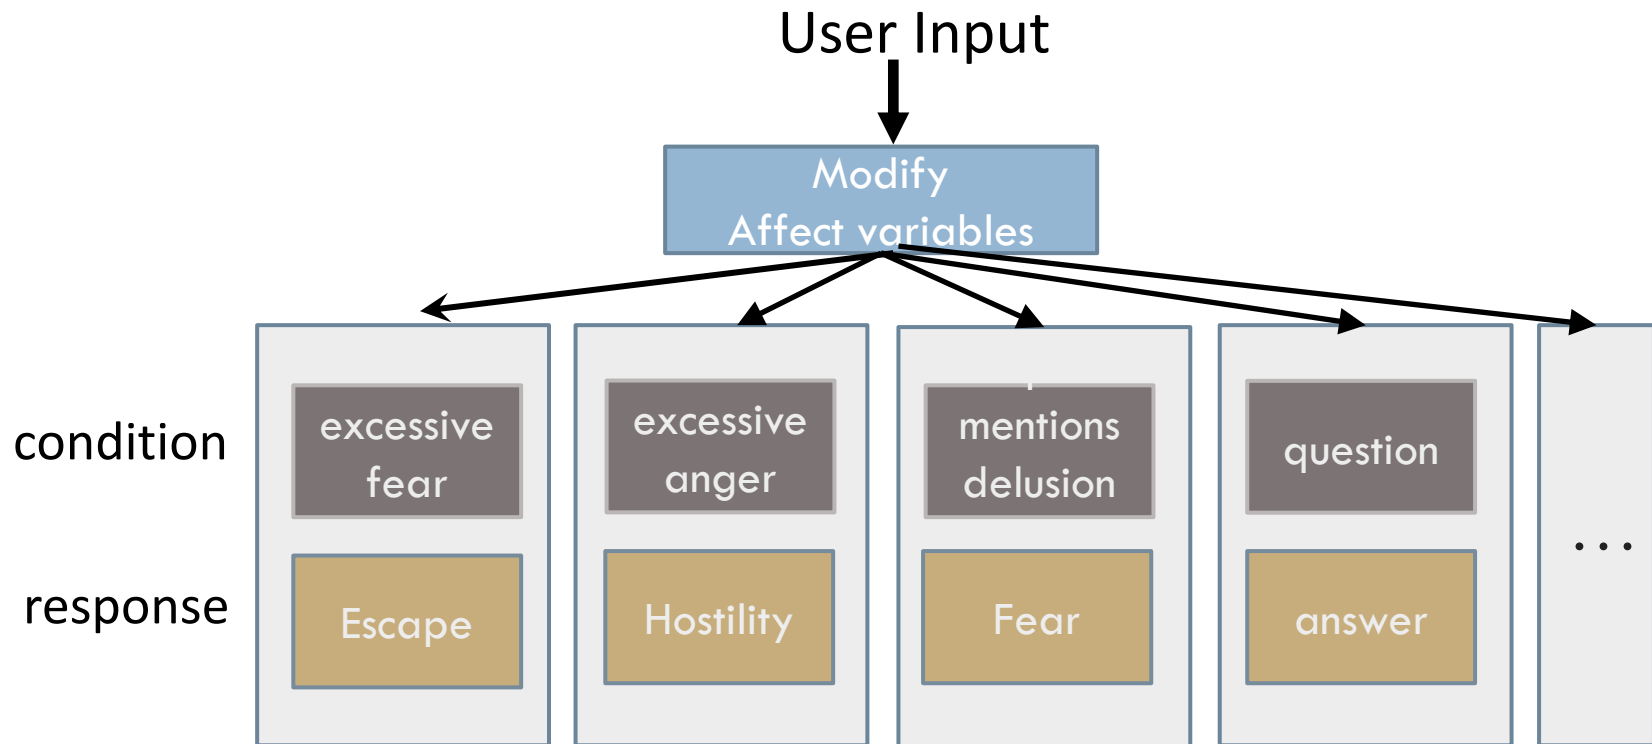 User Input
Modify
Affect variables
condition
excessive
fear
excessive
anger
mentions
delusion
question
...
response
Escape
Hostility
Fear
answer